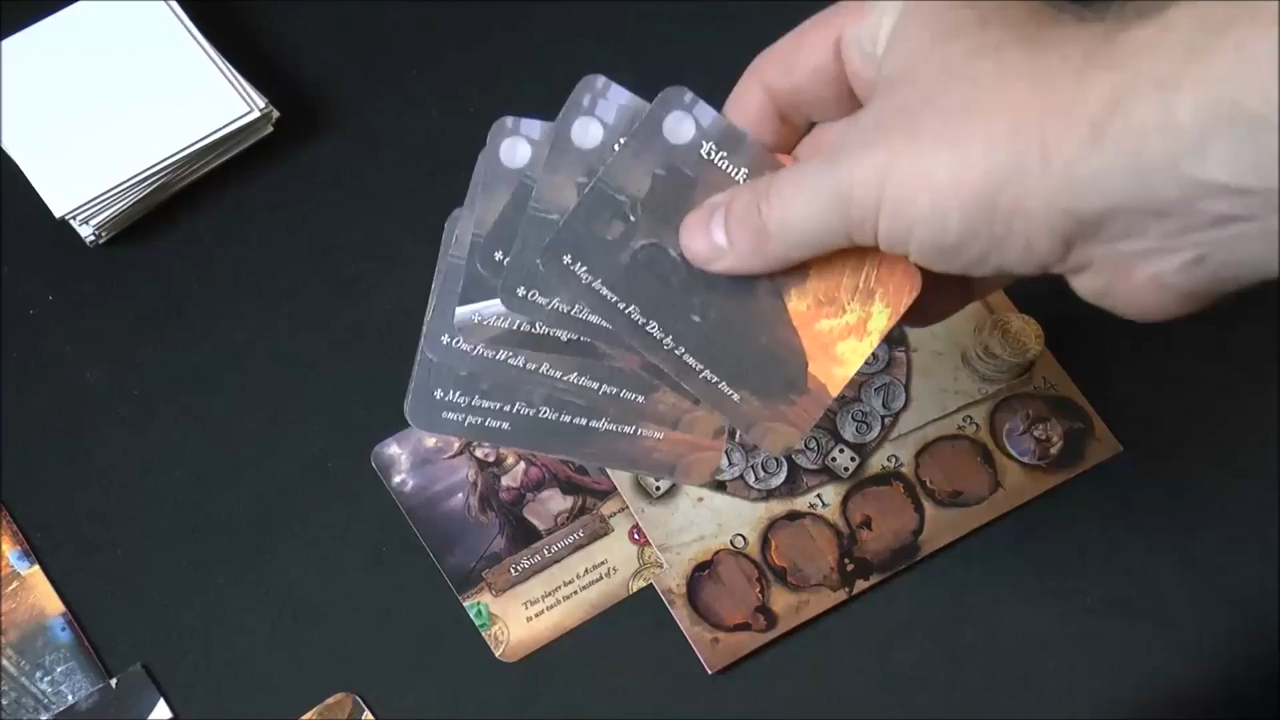 Blank
May lower a Fire Die by 2 once per turn.
One free
Add 1 to Strength
One free Walk or Run Action per turn.
May lower a Fire Die in an adjacent room
once per turn.
Lydia Lamore
This player has 6 Actions
to use each turn instead of 5.
7
8
9
10
0
+1
+2
+3
+4